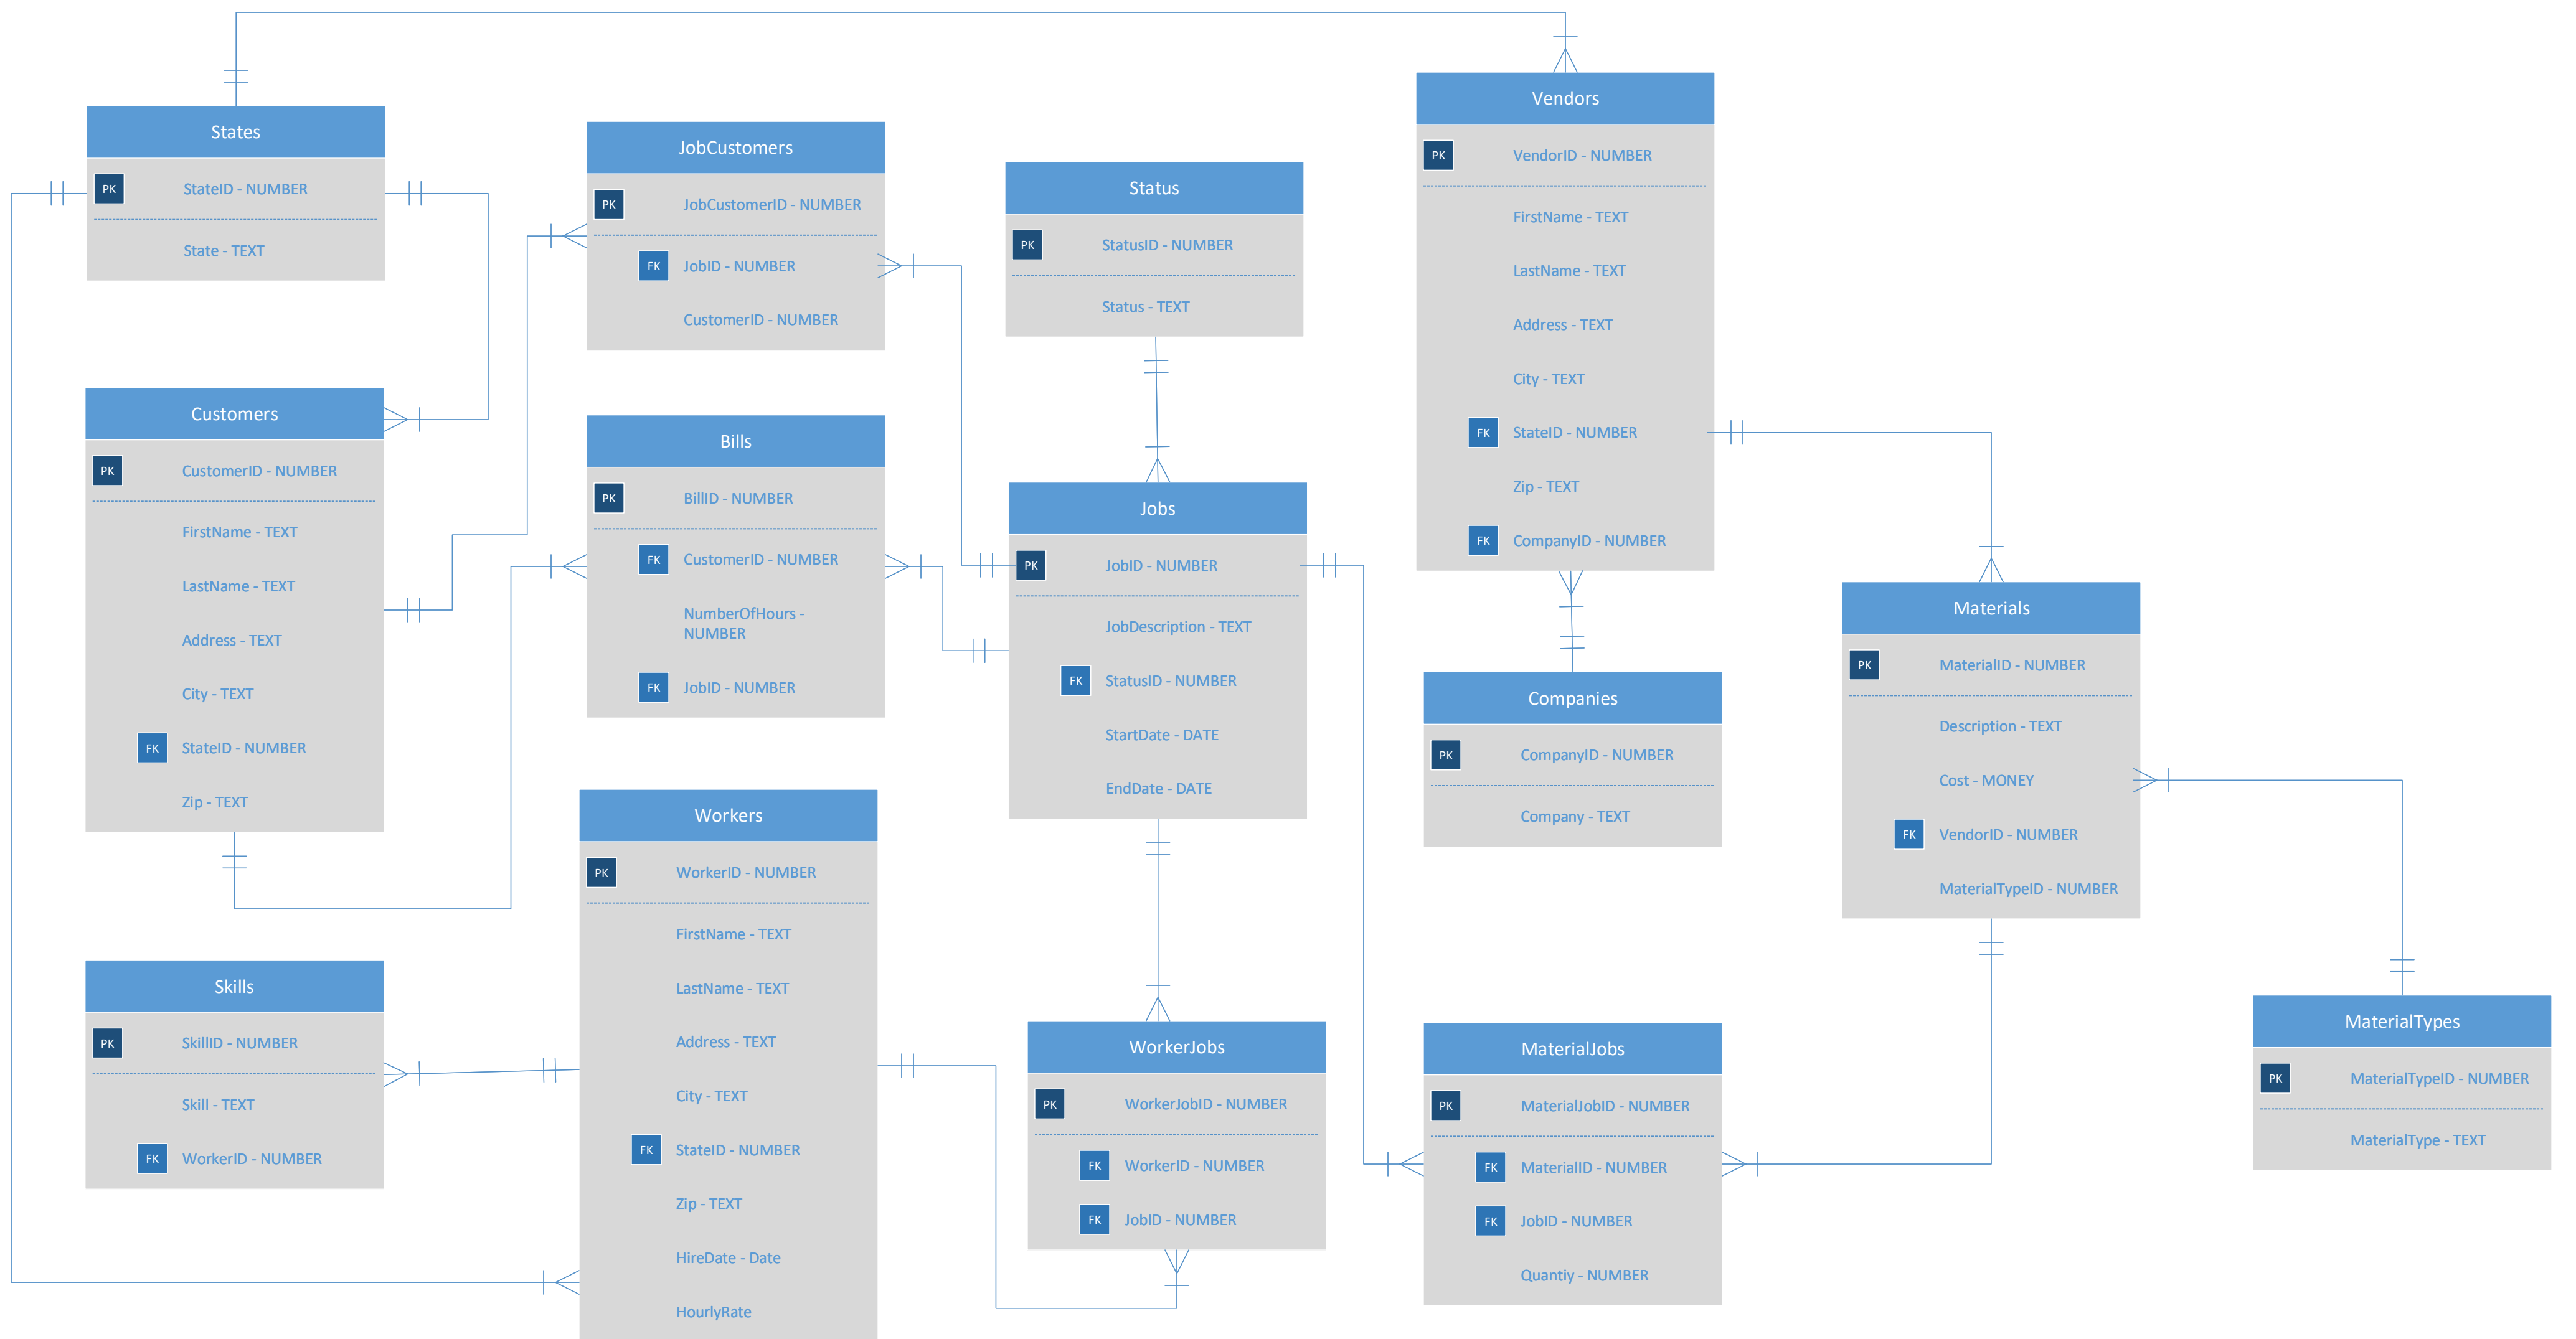 States
PK StateID - NUMBER
State - TEXT
Customers
PK CustomerID - NUMBER
FirstName - TEXT
LastName - TEXT
Address - TEXT
City - TEXT
FK StateID - NUMBER
Zip - TEXT
Skills
PK SkillID - NUMBER
Skill - TEXT
FK WorkerID - NUMBER
JobCustomers
PK JobCustomerID - NUMBER
FK JobID - NUMBER
CustomerID - NUMBER
Bills
PK BillID - NUMBER
FK CustomerID - NUMBER
NumberOfHours -
NUMBER
FK JobID - NUMBER
Workers
PK WorkerID - NUMBER
FirstName - TEXT
LastName - TEXT
Address - TEXT
City - TEXT
FK StateID - NUMBER
Zip - TEXT
HireDate - Date
HourlyRate
Status
PK StatusID - NUMBER
Status - TEXT
Jobs
PK JobID - NUMBER
JobDescription - TEXT
FK StatusID - NUMBER
StartDate - DATE
EndDate - DATE
WorkerJobs
PK WorkerJobID - NUMBER
FK WorkerID - NUMBER
FK JobID - NUMBER
Vendors
PK VendorID - NUMBER
FirstName - TEXT
LastName - TEXT
Address - TEXT
City - TEXT
FK StateID - NUMBER
Zip - TEXT
FK CompanyID - NUMBER
Companies
PK CompanyID - NUMBER
Company - TEXT
MaterialJobs
PK MaterialJobID - NUMBER
FK MaterialID - NUMBER
FK JobID - NUMBER
Quantiy - NUMBER
Materials
PK MaterialID - NUMBER
Description - TEXT
Cost - MONEY
FK VendorID - NUMBER
MaterialTypeID - NUMBER
MaterialTypes
PK MaterialTypeID - NUMBER
MaterialType - TEXT